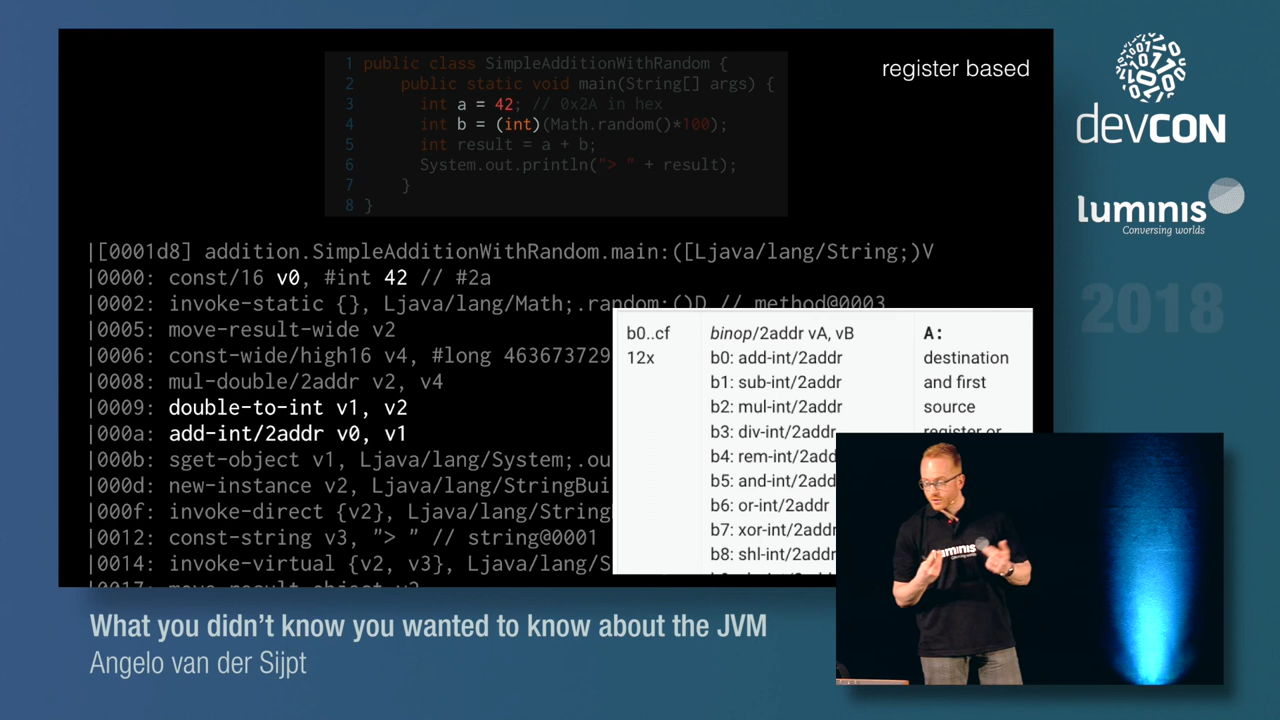 1 public class SimpleAdditionWithRandom {
2 public static void main(String[] args) {
3 int a = 42; // 0x2A in hex
4 int b = (int)(Math.random()*100);
5 int result = a + b;
6 System.out.println("> " + result);
7 }
8 }
register based
|[0001d8] addition.SimpleAdditionWithRandom.main:([Ljava/lang/String;)V
|0000: const/16 v0, #int 42 // #2a
|0002: invoke-static {}, Ljava/lang/Math;.random:()D // method@0003
|0005: move-result-wide v2
|0006: const-wide/high16 v4, #long 463673729
|0008: mul-double/2addr v2, v4
|0009: double-to-int v1, v2
|000a: add-int/2addr v0, v1
|000b: sget-object v1, Ljava/lang/System;.ou
|000d: new-instance v2, Ljava/lang/StringBui
|000f: invoke-direct {v2}, Ljava/lang/String
|0012: const-string v3, "> " // string@0001
|0014: invoke-virtual {v2, v3}, Ljava/lang/S
|0017: move-result-object v2
b0..cf
12x
binop/2addr vA, vB
b0: add-int/2addr
b1: sub-int/2addr
b2: mul-int/2addr
b3: div-int/2addr
b4: rem-int/2add
b5: and-int/2add
b6: or-int/2addr
b7: xor-int/2addr
b8: shl-int/2addr
A:
destination
and first
source
register or
devcon
luminis
Conversing worlds
2018
luminis
What you didn't know you wanted to know about the JVM
Angelo van der Sijpt